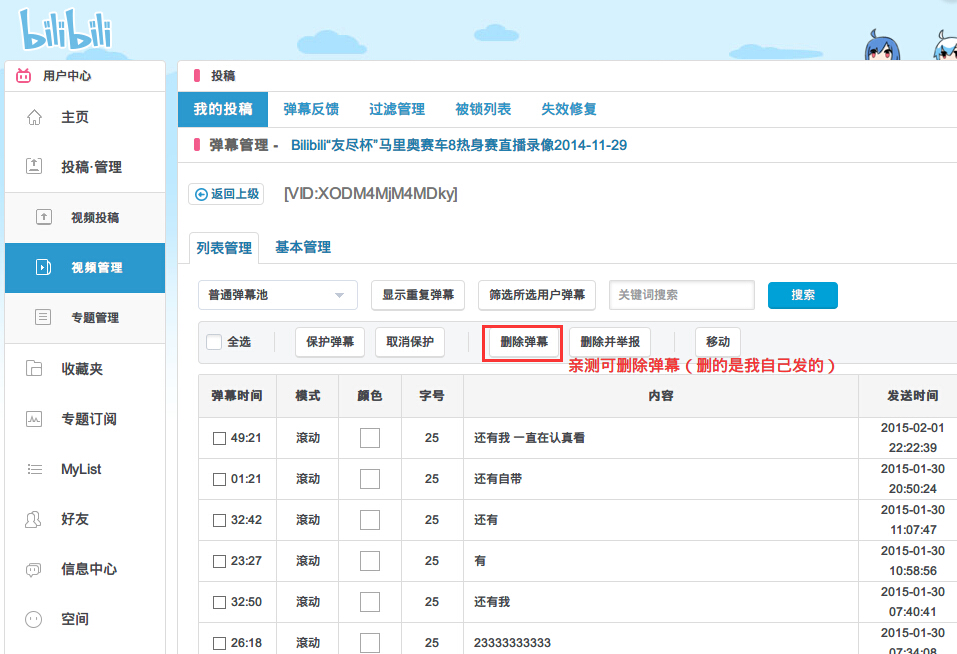 bilibili
用户中心
主页
投稿·管理
视频投稿
视频管理
专题管理
收藏夹
专题订阅
MyList
好友
信息中心
空间
投稿
我的投稿 弹幕反馈 过滤管理 被锁列表 失效修复
弹幕管理 - Bilibili“友尽杯”马里奥赛车8热身赛直播录像2014-11-29
返回上级 [VID:XODM4MjM4MDky]
列表管理 基本管理
普通弹幕池 显示重复弹幕 筛选所选用户弹幕 关键词搜索 搜索
全选 保护弹幕 取消保护 删除弹幕 删除并举报 移动
亲测可删除弹幕（删的是我自己发的）
弹幕时间 模式 颜色 字号 内容 发送时间
49:21 滚动 25 还有我 一直在认真看 2015-02-01 22:22:39
01:21 滚动 25 还有自带 2015-01-30 20:50:24
32:42 滚动 25 还有 2015-01-30 11:07:47
23:27 滚动 25 有 2015-01-30 10:58:56
32:50 滚动 25 还有我 2015-01-30 07:40:41
26:18 滚动 25 23333333333 2015-01-30 07:34:08